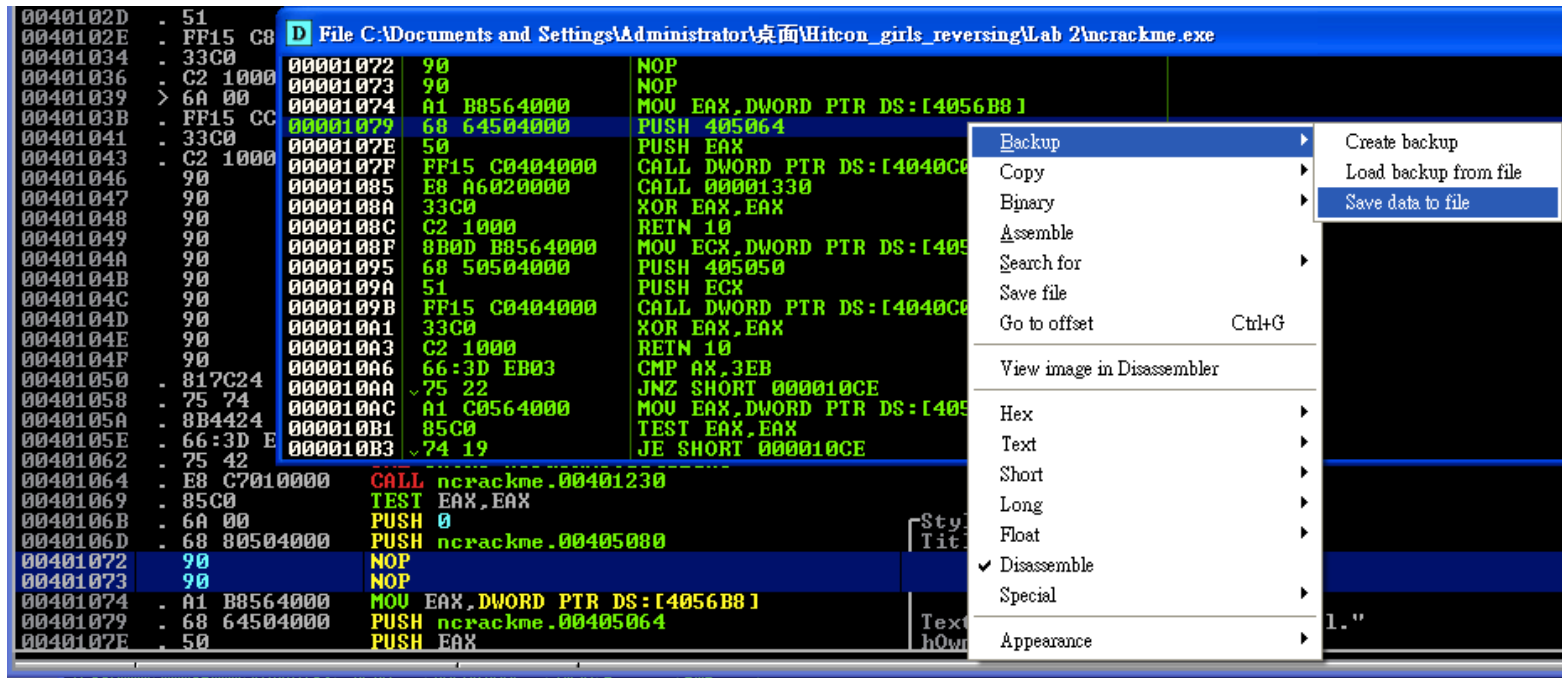 0040102D . 51
0040102E . FF15 C8
00401034 . 33C0
00401036 . C2 1000
00401039 > 6A 00
0040103B . FF15 CC
00401041 . 33C0
00401043 . C2 1000
00401046 90
00401047 90
00401048 90
00401049 90
0040104A 90
0040104B 90
0040104C 90
0040104D 90
0040104E 90
0040104F 90
00401050 . 817C24
00401058 . 75 74
0040105A . 8B4424
0040105E . 66:3D E
00401062 . 75 42
00401064 . E8 C7010000 CALL ncrackme.00401230
00401069 . 85C0 TEST EAX,EAX
0040106B . 6A 00 PUSH 0
0040106D . 68 80504000 PUSH ncrackme.00405080
00401072 90 NOP
00401073 90 NOP
00401074 . A1 B8564000 MOV EAX,DWORD PTR DS:[4056B8]
00401079 . 68 64504000 PUSH ncrackme.00405064
0040107E . 50 PUSH EAX
D File C:\Documents and Settings\Administrator\桌面\Hitcon_girls_reversing\Lab 2\ncrackme.exe
00001072 90 NOP
00001073 90 NOP
00001074 A1 B8564000 MOV EAX,DWORD PTR DS:[4056B8]
00001079 68 64504000 PUSH 405064
0000107E 50 PUSH EAX
0000107F FF15 C0404000 CALL DWORD PTR DS:[4040C0
00001085 E8 A6020000 CALL 00001330
0000108A 33C0 XOR EAX,EAX
0000108C C2 1000 RETN 10
0000108F 8B0D B8564000 MOV ECX,DWORD PTR DS:[405
00001095 68 50504000 PUSH 405050
0000109A 51 PUSH ECX
0000109B FF15 C0404000 CALL DWORD PTR DS:[4040C0
000010A1 33C0 XOR EAX,EAX
000010A3 C2 1000 RETN 10
000010A6 66:3D EB03 CMP AX,3EB
000010AA 75 22 JNZ SHORT 000010CE
000010AC A1 C0564000 MOV EAX,DWORD PTR DS:[405
000010B1 85C0 TEST EAX,EAX
000010B3 74 19 JE SHORT 000010CE
Backup
Copy
Binary
Assemble
Search for
Save file
Go to offset Ctrl+G
View image in Disassembler
Hex
Text
Short
Long
Float
Disassemble
Special
Appearance
Create backup
Load backup from file
Save data to file
Sty
Tit
Text l."
hOwn